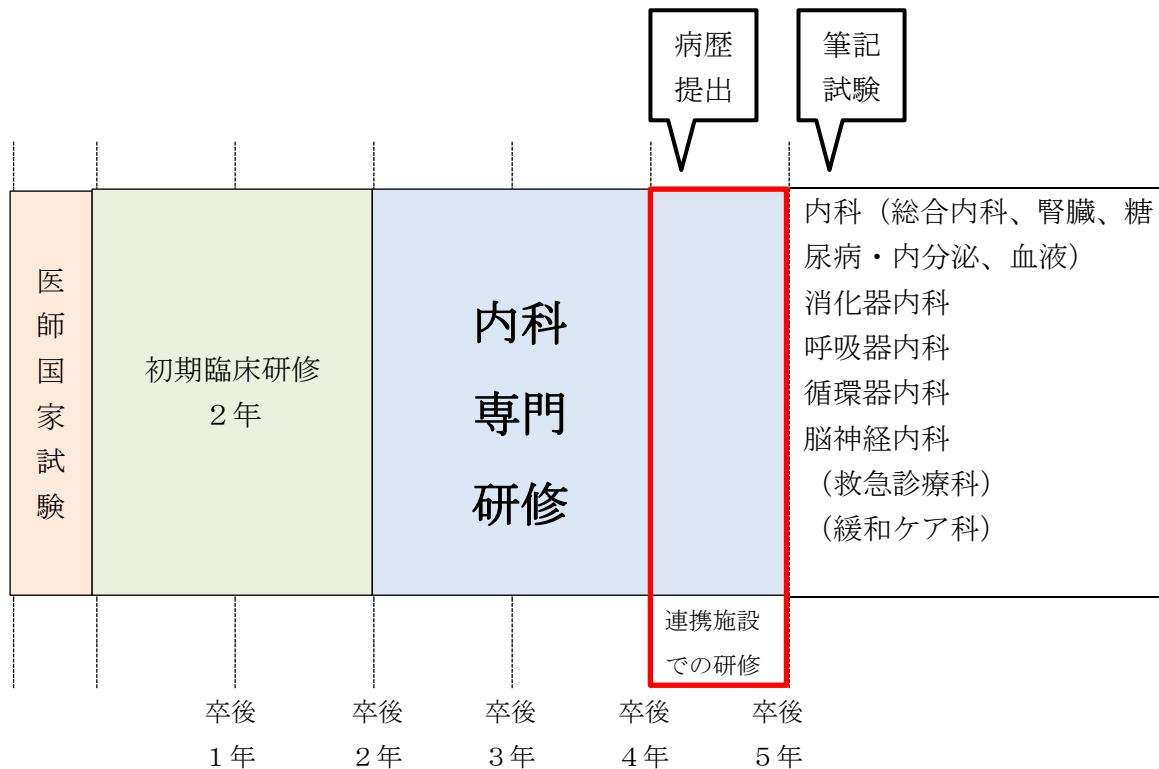 病歴
提出
筆記
試験
医
師
国
家
試
験
初期臨床研修
２年
内科
専門
研修
内科（総合内科、腎臓、糖
尿病・内分泌、血液）
消化器内科
呼吸器内科
循環器内科
脳神経内科
（救急診療科）
（緩和ケア科）
連携施設
での研修
卒後
１年
卒後
２年
卒後
３年
卒後
４年
卒後
５年